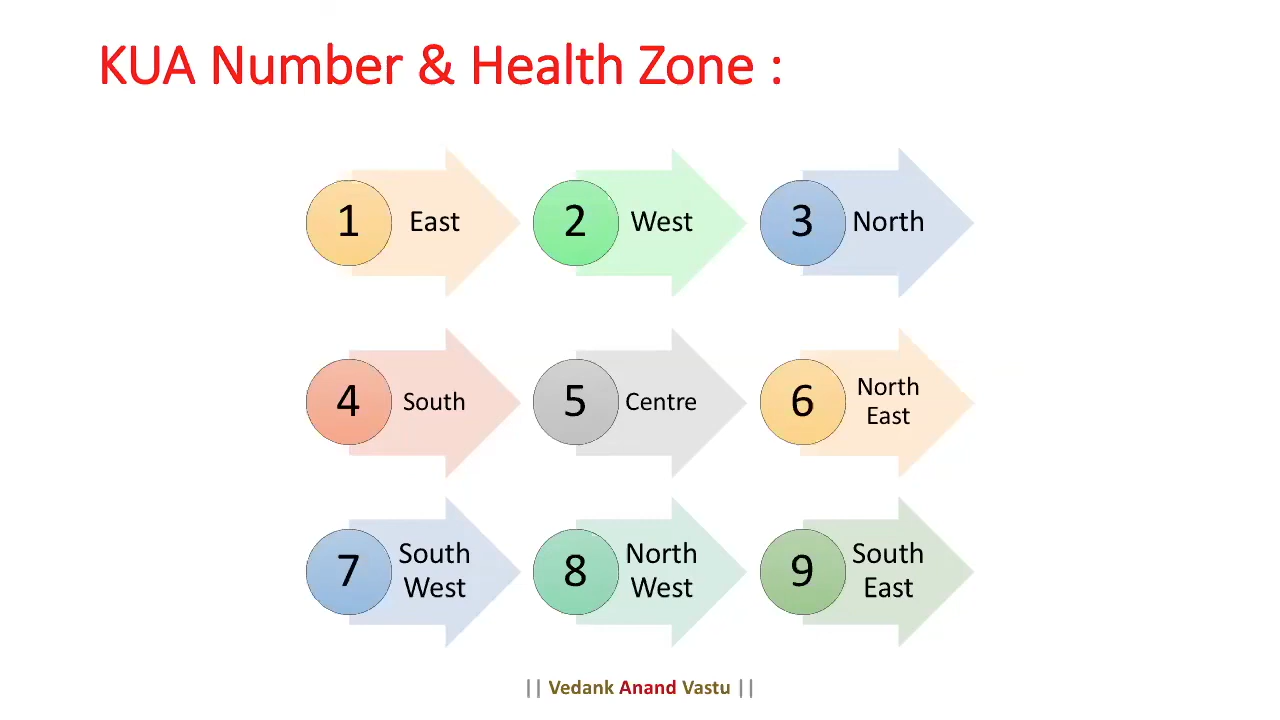 KUA Number & Health Zone :
1 East
2 West
3 North
4 South
5 Centre
6 North
East
7 South
West
8 North
West
9 South
East
|| Vedank Anand Vastu ||